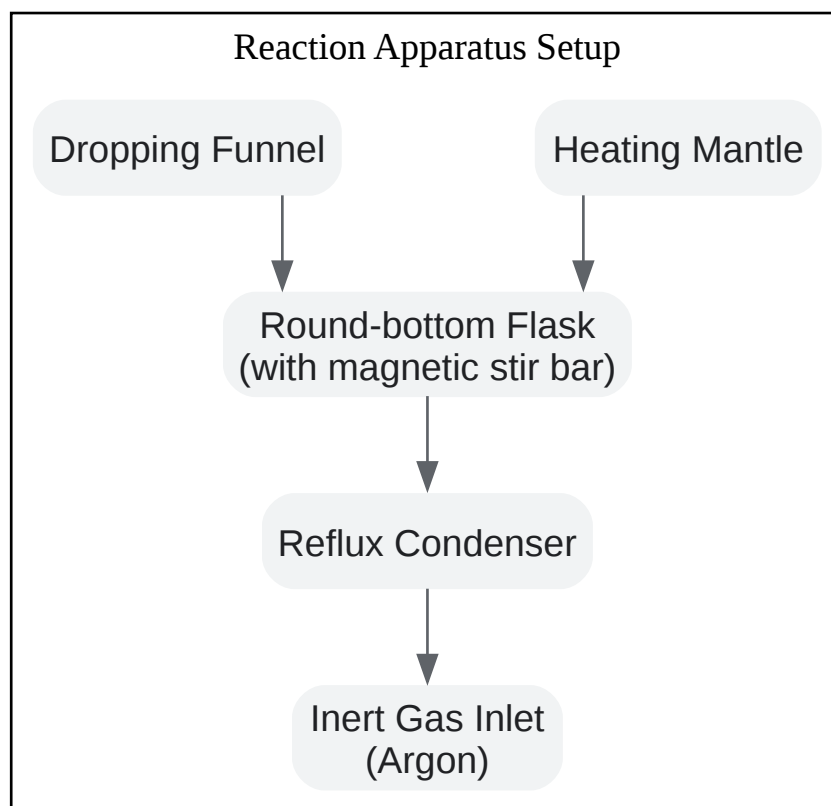 Reaction Apparatus Setup
Dropping Funnel
Heating Mantle
Round-bottom Flask
(with magnetic stir bar)
Reflux Condenser
Inert Gas Inlet
(Argon)